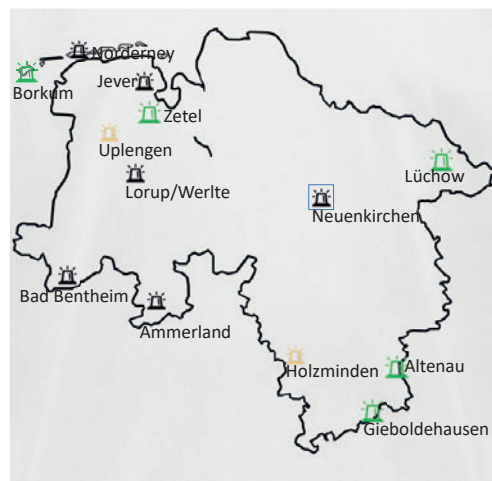 Norderney
Jever
Borkum
Zetel
Uplengen
Lüchow
Lorup/Werlte
Neuenkirchen
Bad Bentheim
Ammerland
Holzminden
Altenau
Gieboldehausen